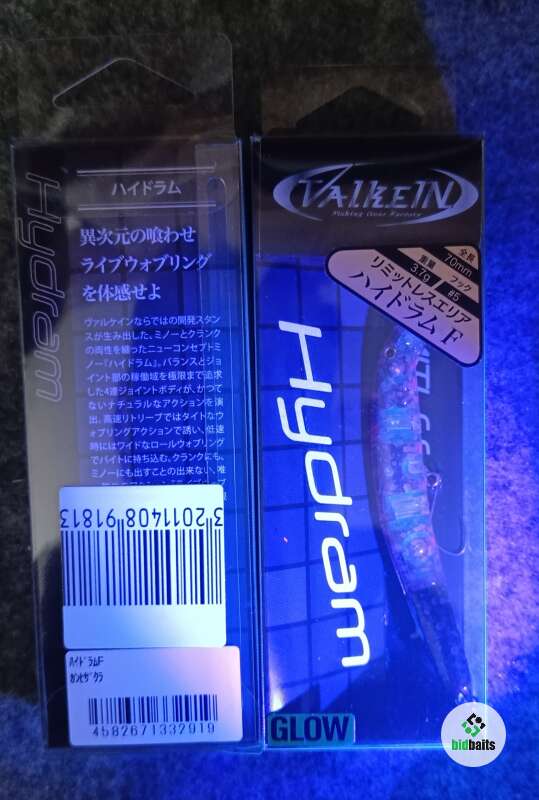 Hydram
ハイドラム
異次元の喰わせ
ライブウォブリング
を体感せよ
ヴァルケインならではの開発スタン
スが生み出した、ミノーとクランク
の両性を纏ったニューコンセプトミ
ノー『ハイドラム』。バランスとジョ
イント部の稼働域を極限まで追求
した4連ジョイントボディが、かつて
ないナチュラルなアクションを演
出。高速リトリーブではタイトなウ
ォブリングアクションで誘い、低速
時にはワイドなロールウォブリング
でバイトに持ち込む。クランクにも、
ミノーにも出すことの出来ない、唯
3 2011408 91813
ﾊｲﾄﾞﾗﾑF
ｶﾝﾋｻﾞｸﾗ
4582671332919
VALKEIN
Fishing Gear Factory
全長
70mm
重量
3.7g
フック
#5
リミットレスエリア
ハイドラム F
Hydram
GLOW
bidbaits